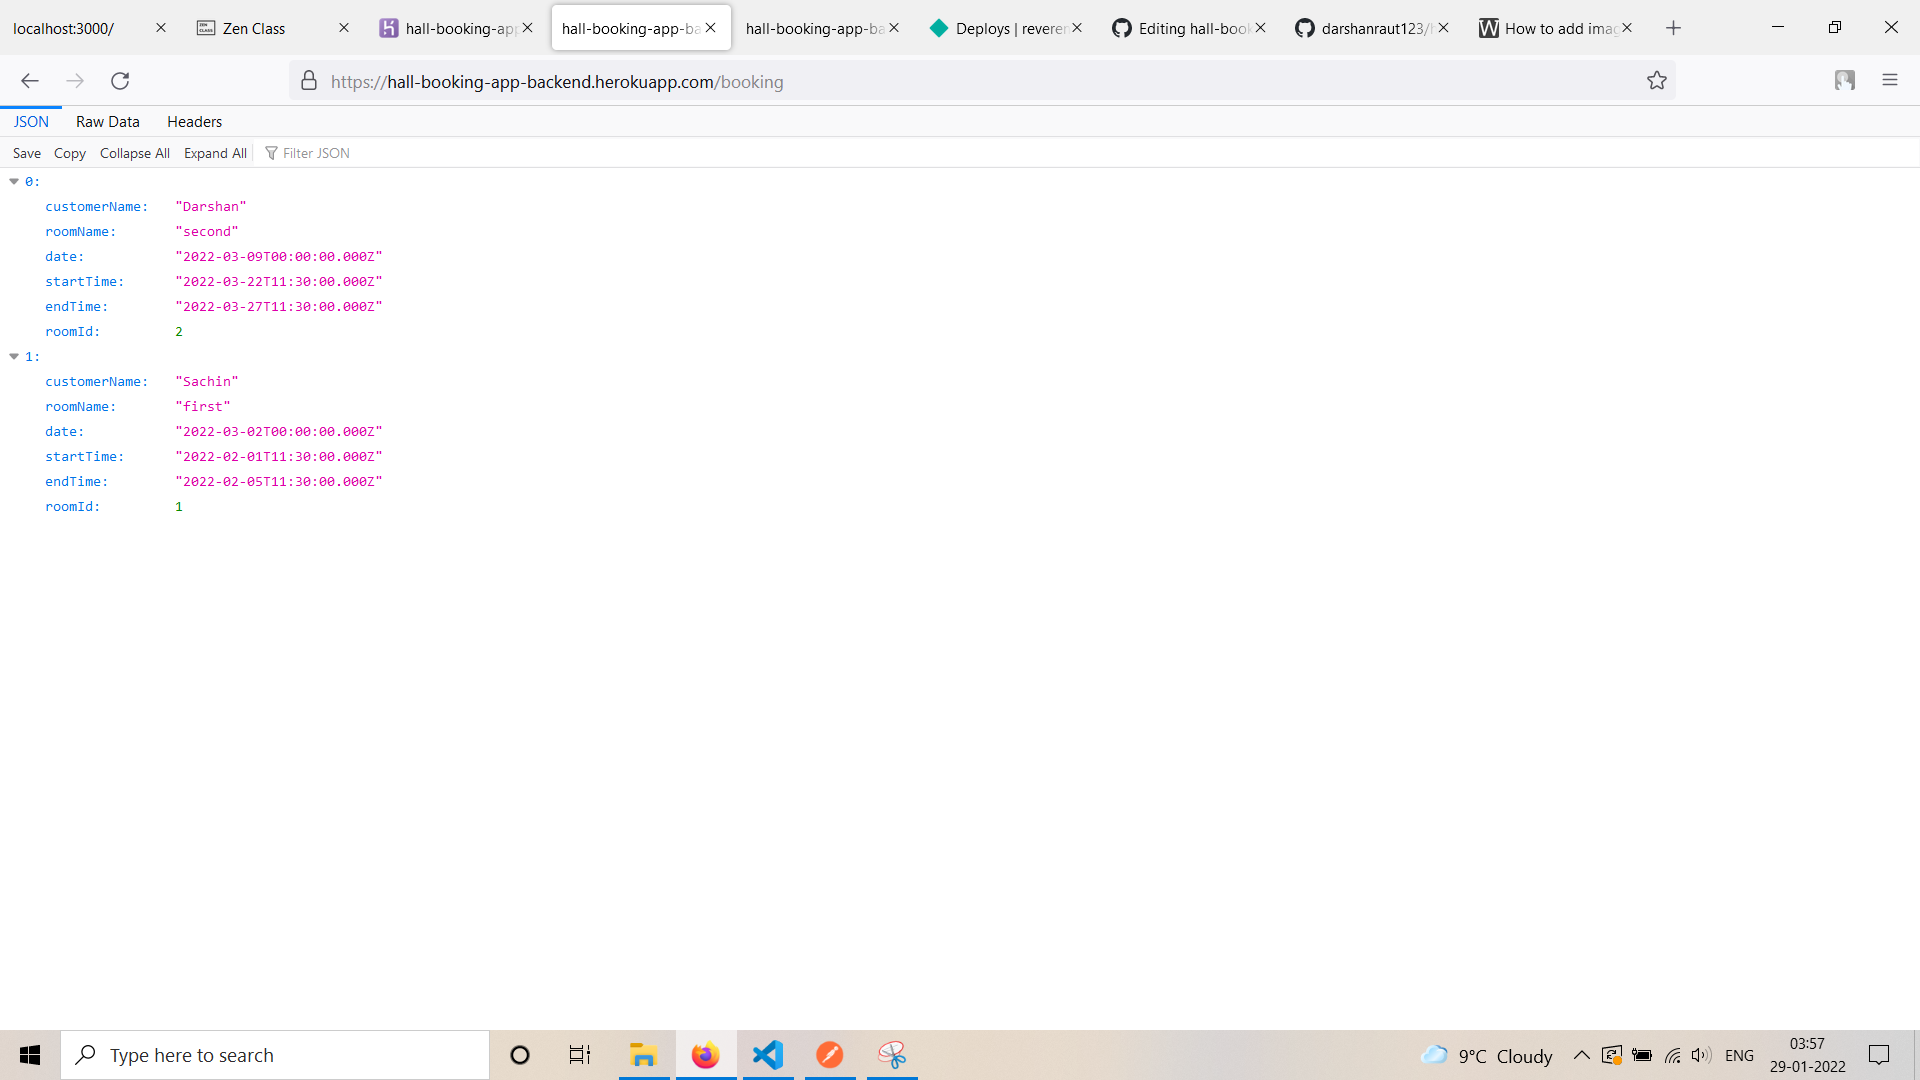 localhost:3000/
ZEN CLASS
Zen Class
hall-booking-app
hall-booking-app-ba
hall-booking-app-ba
Deploys | reveren
Editing hall-book
darshanraut123/h
W
How to add imag
https://hall-booking-app-backend.herokuapp.com/booking
JSON
Raw Data
Headers
Save
Copy
Collapse All
Expand All
Filter JSON
0:
customerName: "Darshan"
roomName: "second"
date: "2022-03-09T00:00:00.000Z"
startTime: "2022-03-22T11:30:00.000Z"
endTime: "2022-03-27T11:30:00.000Z"
roomId: 2
1:
customerName: "Sachin"
roomName: "first"
date: "2022-03-02T00:00:00.000Z"
startTime: "2022-02-01T11:30:00.000Z"
endTime: "2022-02-05T11:30:00.000Z"
roomId: 1
Type here to search
9°C Cloudy
ENG
03:57
29-01-2022